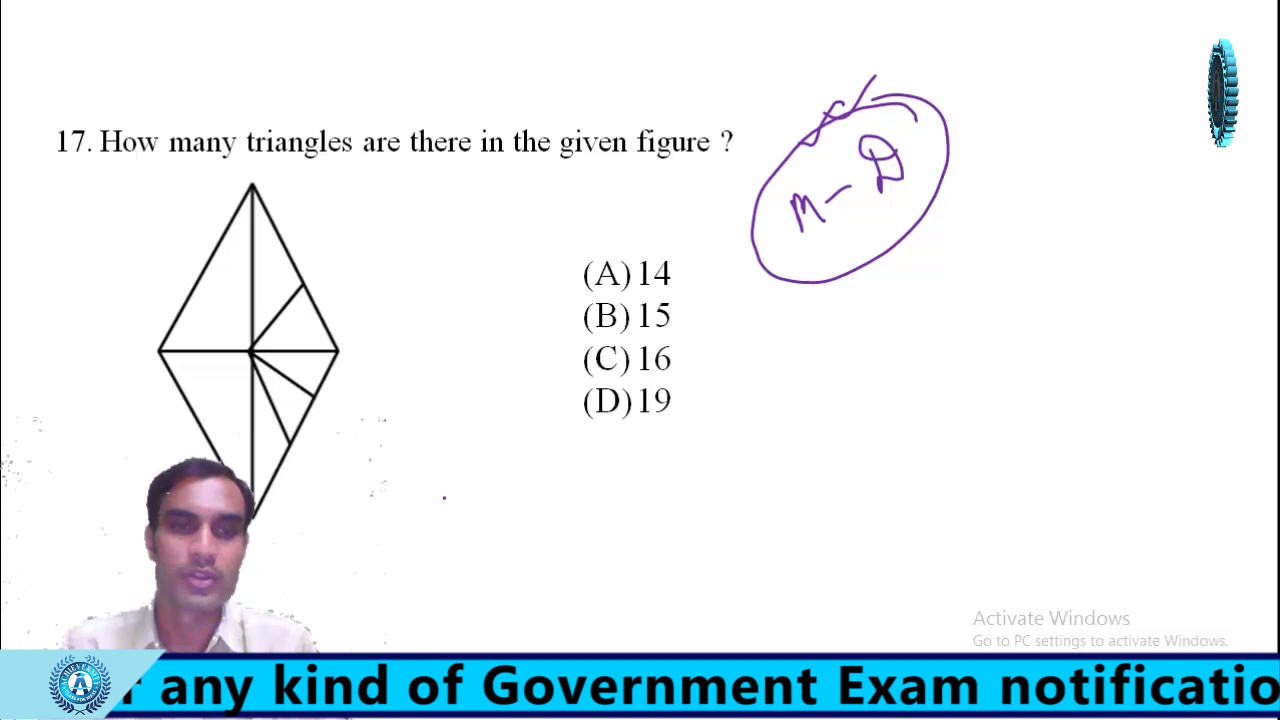 17. How many triangles are there in the given figure ?
M - D
(A) 14
(B) 15
(C) 16
(D) 19
Activate Windows
Go to PC settings to activate Windows.
any kind of Government Exam notificatio